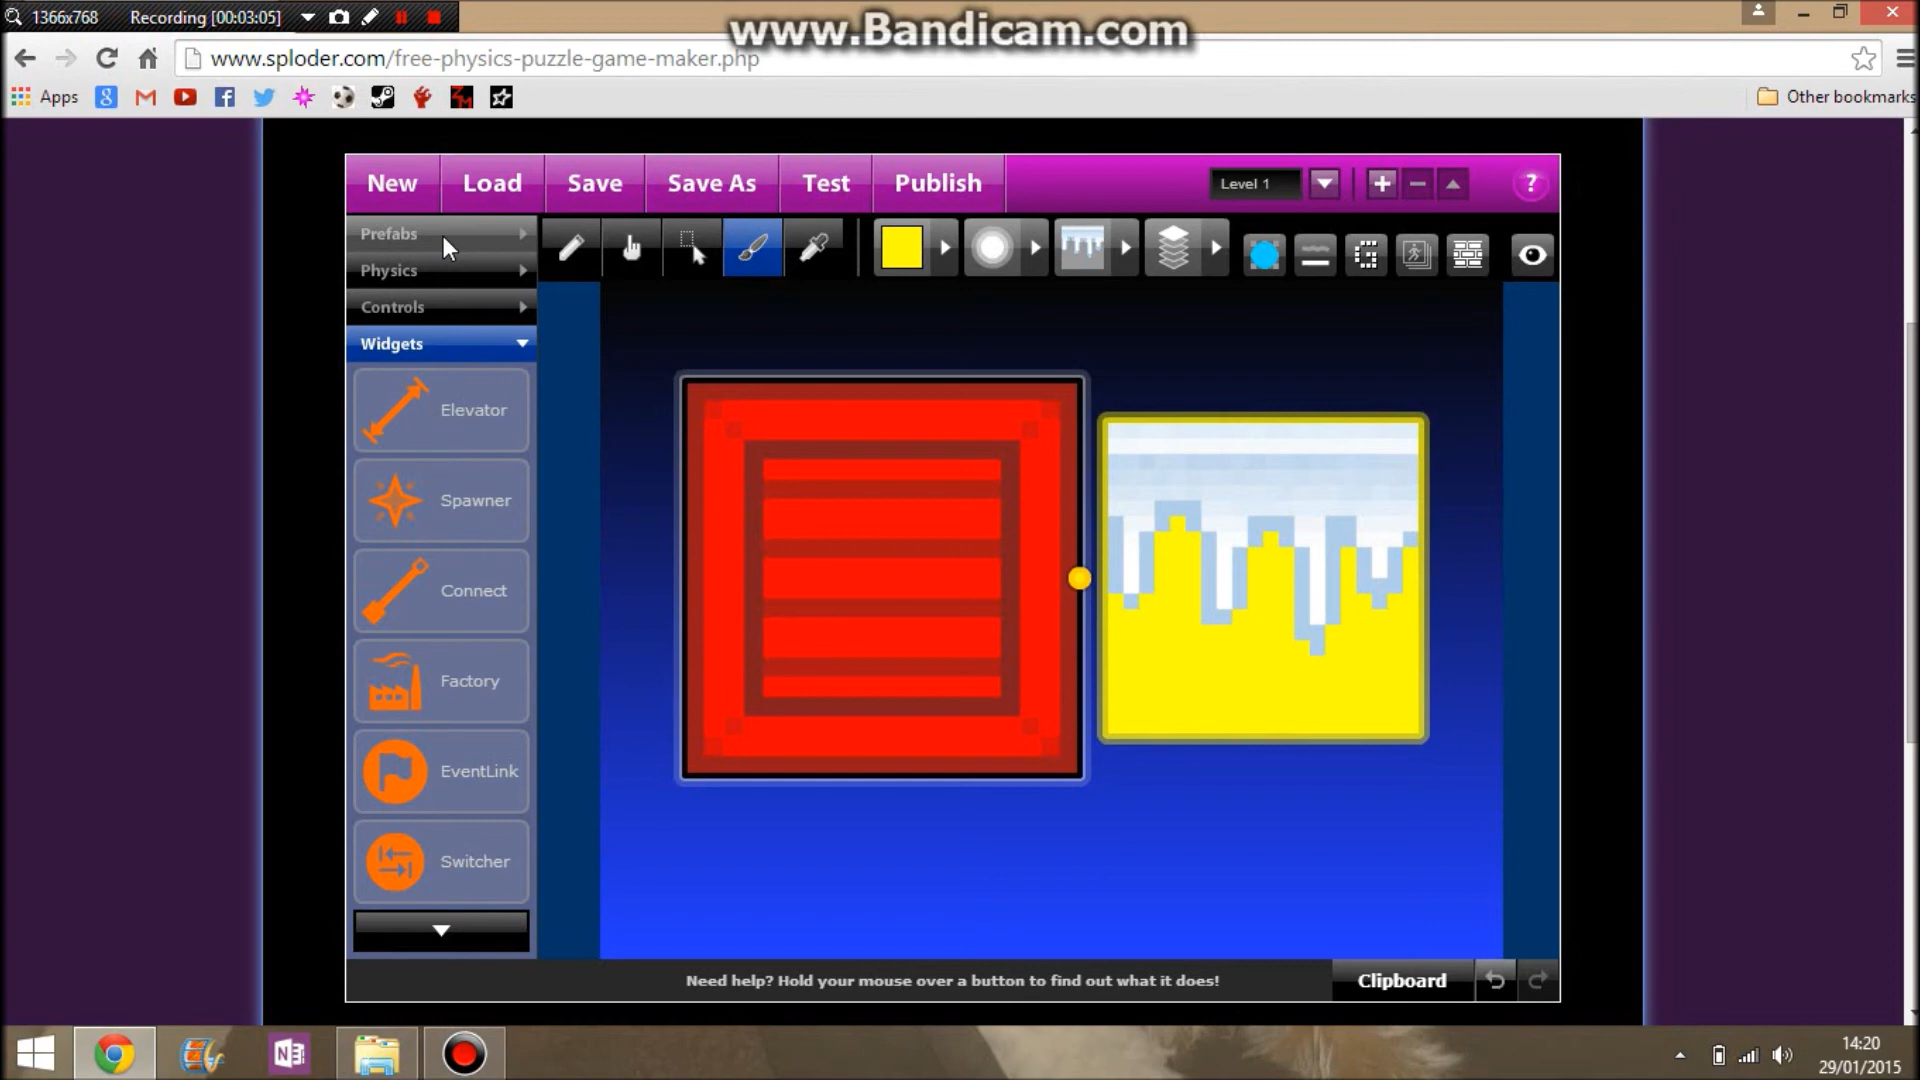 1366x768 Recording [00:03:05]
www.Bandicam.com
www.sploder.com/free-physics-puzzle-game-maker.php
Apps
Other bookmarks
New Load Save Save As Test Publish Level 1 ?
Prefabs
Physics
Controls
Widgets
Elevator
Spawner
Connect
Factory
EventLink
Switcher
Need help? Hold your mouse over a button to find out what it does!
Clipboard
14:20
29/01/2015